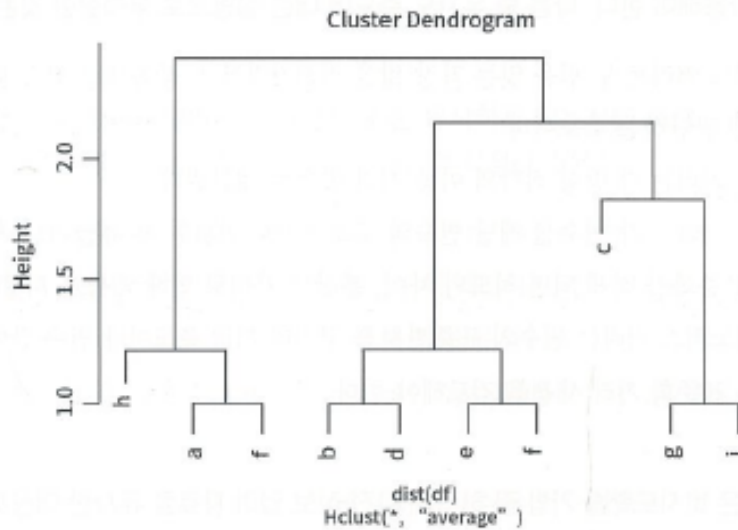 Cluster Dendrogram
Height
2.0
1.5
1.0
h
a
f
b
d
e
f
c
g
i
dist(df)
Hclust(*, “average” )